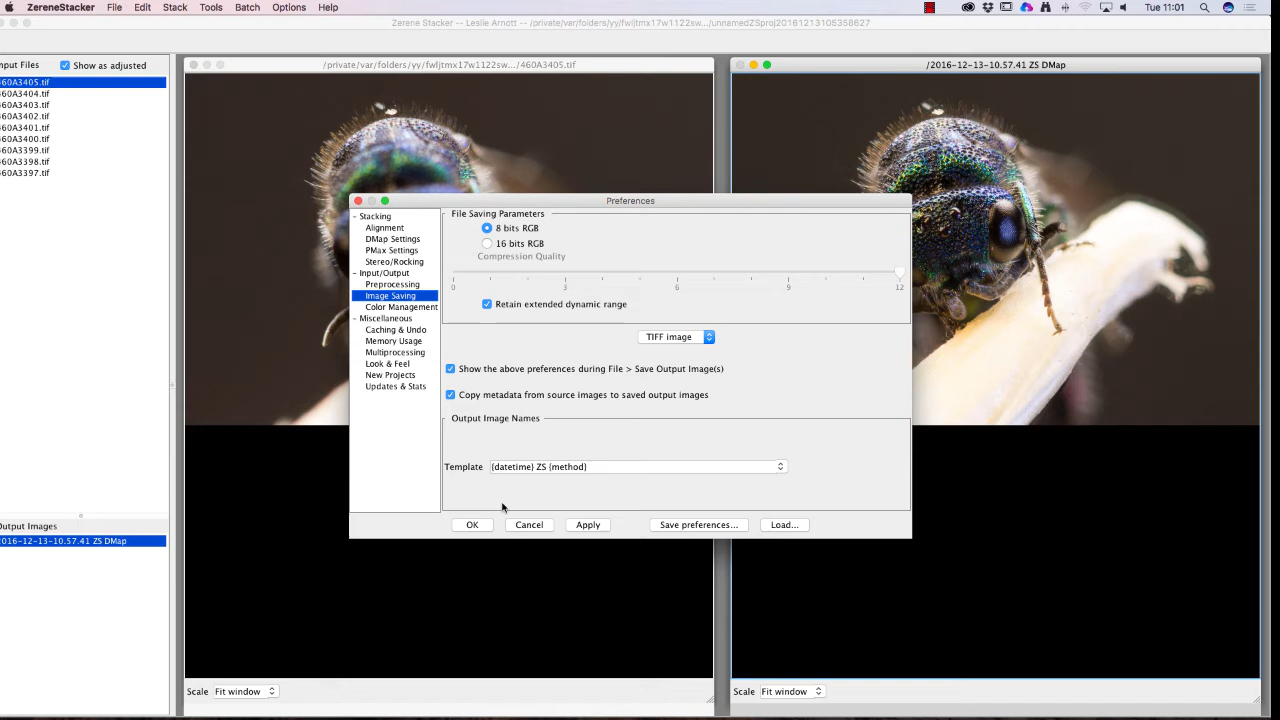 ZereneStacker File Edit Stack Tools Batch Options Help Tue 11:01
Zerene Stacker -- Leslie Arnott -- /private/var/folders/yy/fwljtmx17w1122sw.../unnamedZSproj20161213105358627
nput Files Show as adjusted
460A3405.tif
460A3404.tif
460A3403.tif
460A3402.tif
460A3401.tif
460A3400.tif
460A3399.tif
460A3398.tif
460A3397.tif
/private/var/folders/yy/fwljtmx17w1122sw.../460A3405.tif
/2016-12-13-10.57.41 ZS DMap
Preferences
Stacking
Alignment
DMap Settings
PMax Settings
Stereo/Rocking
Input/Output
Preprocessing
Image Saving
Color Management
Miscellaneous
Caching & Undo
Memory Usage
Multiprocessing
Look & Feel
New Projects
Updates & Stats
File Saving Parameters
8 bits RGB
16 bits RGB
Compression Quality
0 3 6 9 12
Retain extended dynamic range
TIFF image
Show the above preferences during File > Save Output Image(s)
Copy metadata from source images to saved output images
Output Image Names
Template {datetime} ZS {method}
OK Cancel Apply Save preferences... Load...
Output Images
2016-12-13-10.57.41 ZS DMap
Scale Fit window
Scale Fit window